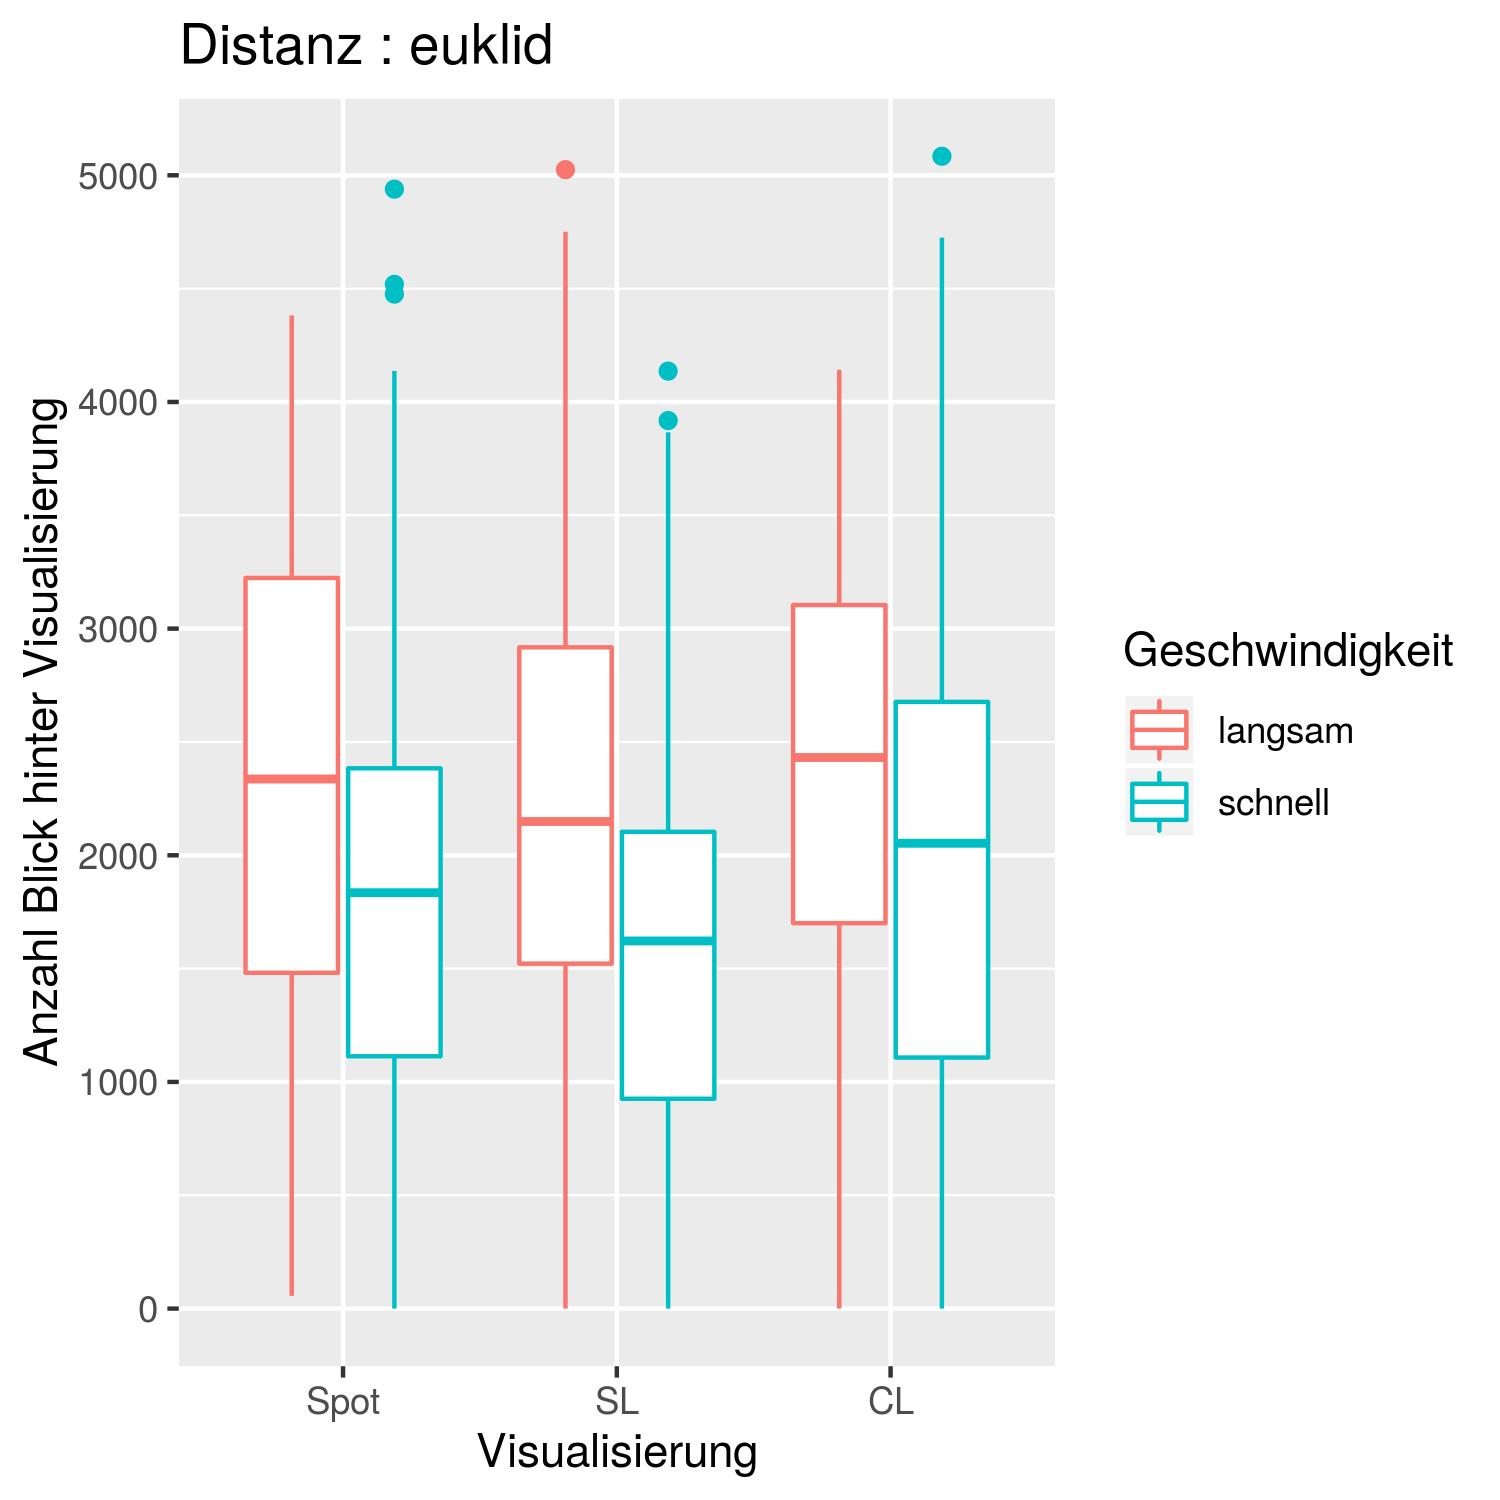 Distanz : euklid
Anzahl Blick hinter Visualisierung
5000
4000
3000
2000
1000
0
Spot
SL
CL
Visualisierung
Geschwindigkeit
langsam
schnell